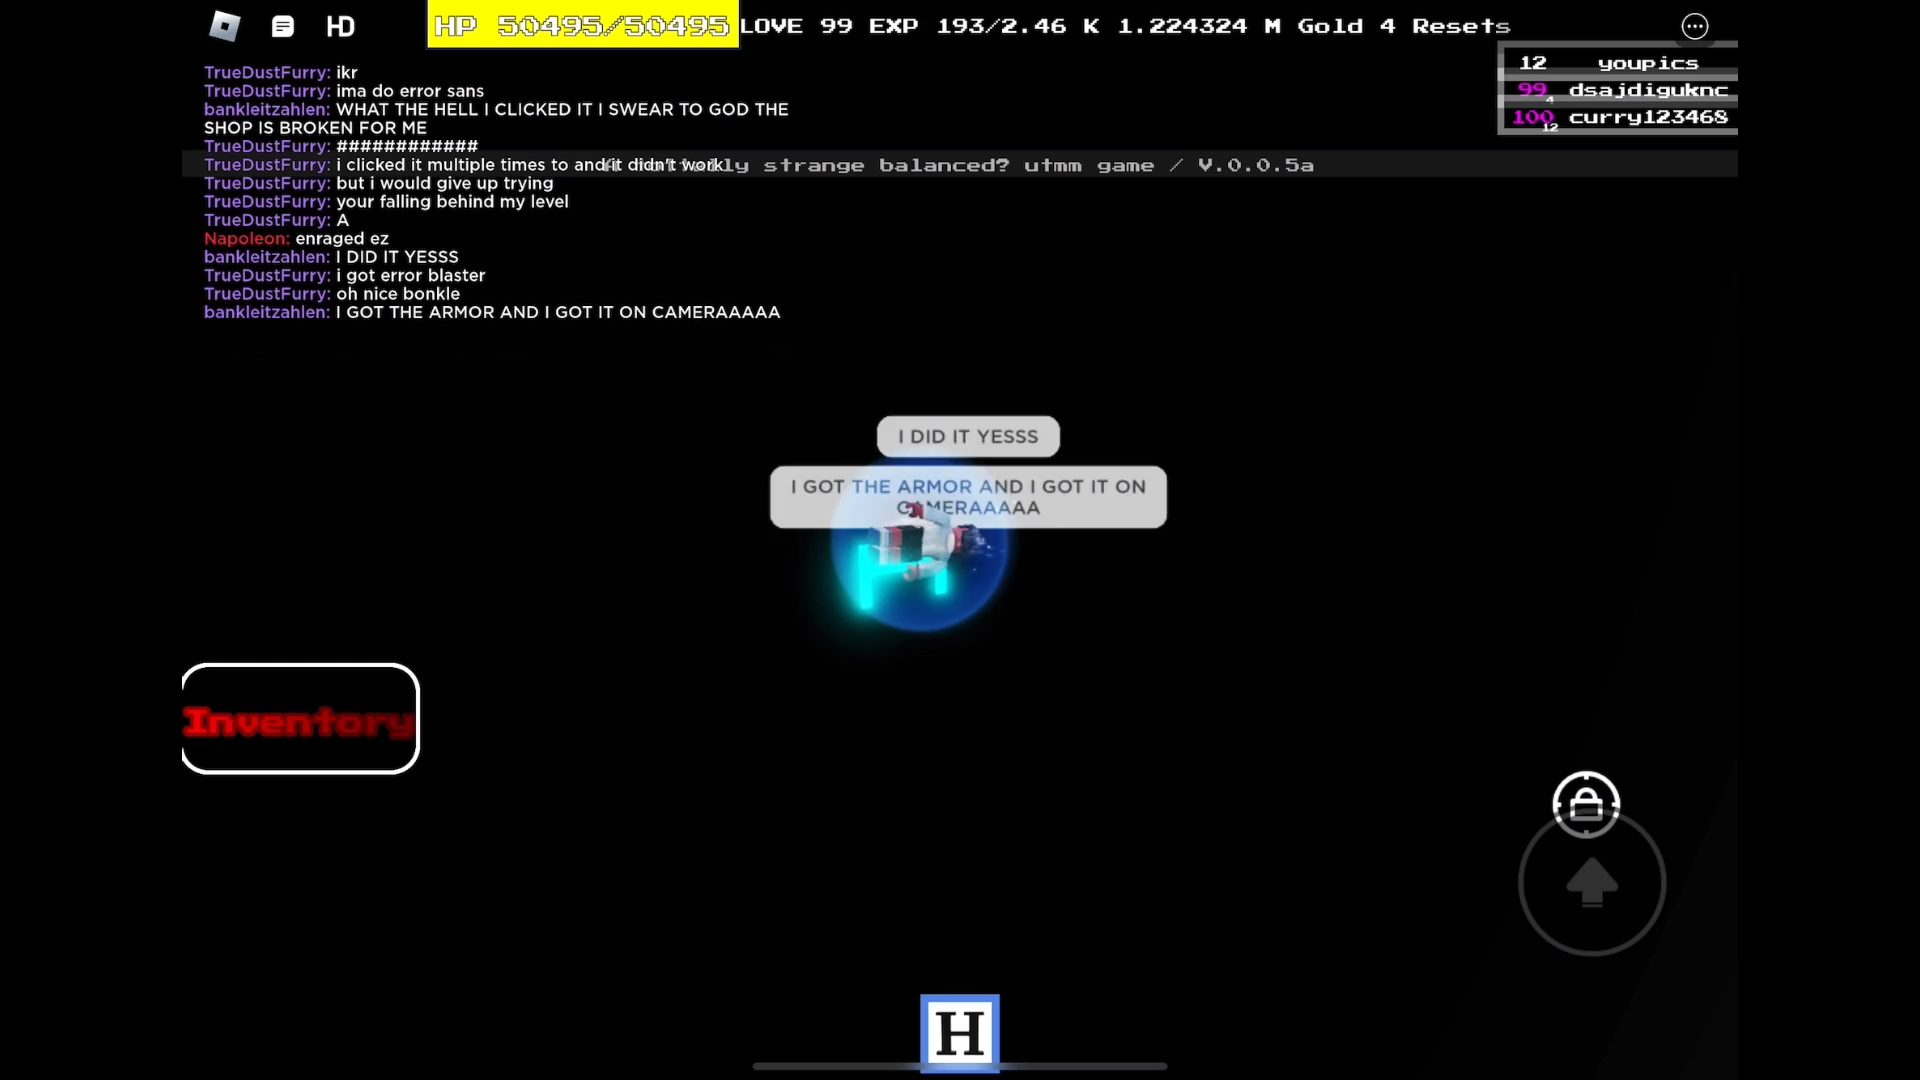 HD
HP 50495/50495 LOVE 99 EXP 193/2.46 K 1.224324 M Gold 4 Resets
12 youpics
99 4 dsajdiguknc
100 12 curry123468
TrueDustFurry: ikr
TrueDustFurry: ima do error sans
bankleitzahlen: WHAT THE HELL I CLICKED IT I SWEAR TO GOD THE
SHOP IS BROKEN FOR ME
TrueDustFurry: ############
TrueDustFurry: i clicked it multiple times to and it didn't work
strange balanced? utmm game / V.0.0.5a
TrueDustFurry: but i would give up trying
TrueDustFurry: your falling behind my level
TrueDustFurry: A
Napoleon: enraged ez
bankleitzahlen: I DID IT YESSS
TrueDustFurry: i got error blaster
TrueDustFurry: oh nice bonkle
bankleitzahlen: I GOT THE ARMOR AND I GOT IT ON CAMERAAAAA
I DID IT YESSS
I GOT THE ARMOR AND I GOT IT ON
CAMERAAAAA
Inventory
H